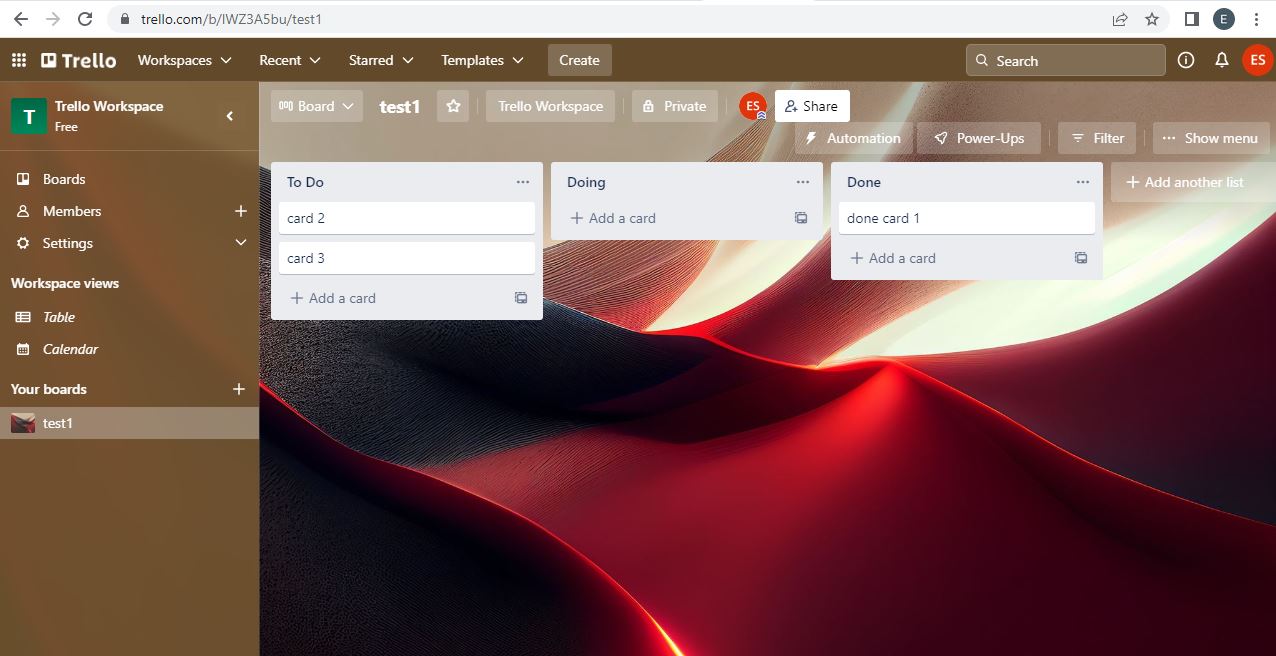 trello.com/b/lWZ3A5bu/test1
E
Trello Workspaces Recent Starred Templates Create Search ES
T Trello Workspace
Free
Board test1 Trello Workspace Private ES Share
Automation Power-Ups Filter Show menu
Boards
Members
Settings
Workspace views
Table
Calendar
Your boards
test1
To Do
card 2
card 3
Add a card
Doing
Add a card
Done
done card 1
Add a card
Add another list